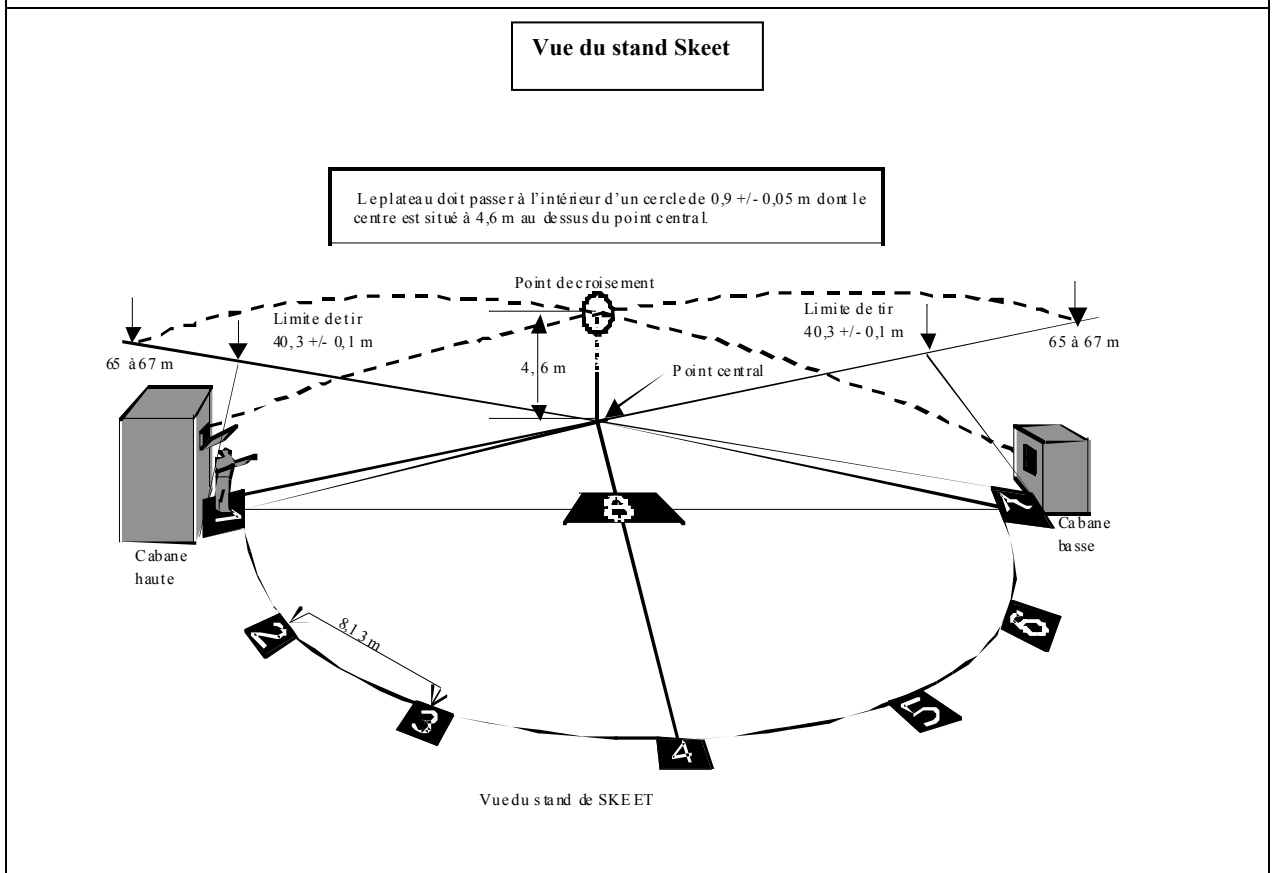 Vue du stand Skeet
Le plateau doit passer à l'intérieur d'un cercle de 0,9 +/- 0,05 m dont le
centre est situé à 4,6 m au dessus du point central.
Point de croisement
Limite de tir
40,3 +/- 0,1 m
Limite de tir
40,3 +/- 0,1 m
65 à 67 m
65 à 67 m
4,6 m
Point central
1
8
7
Cabane
haute
Cabane
basse
2
8,13 m
6
3
5
4
Vue du stand de SKEET